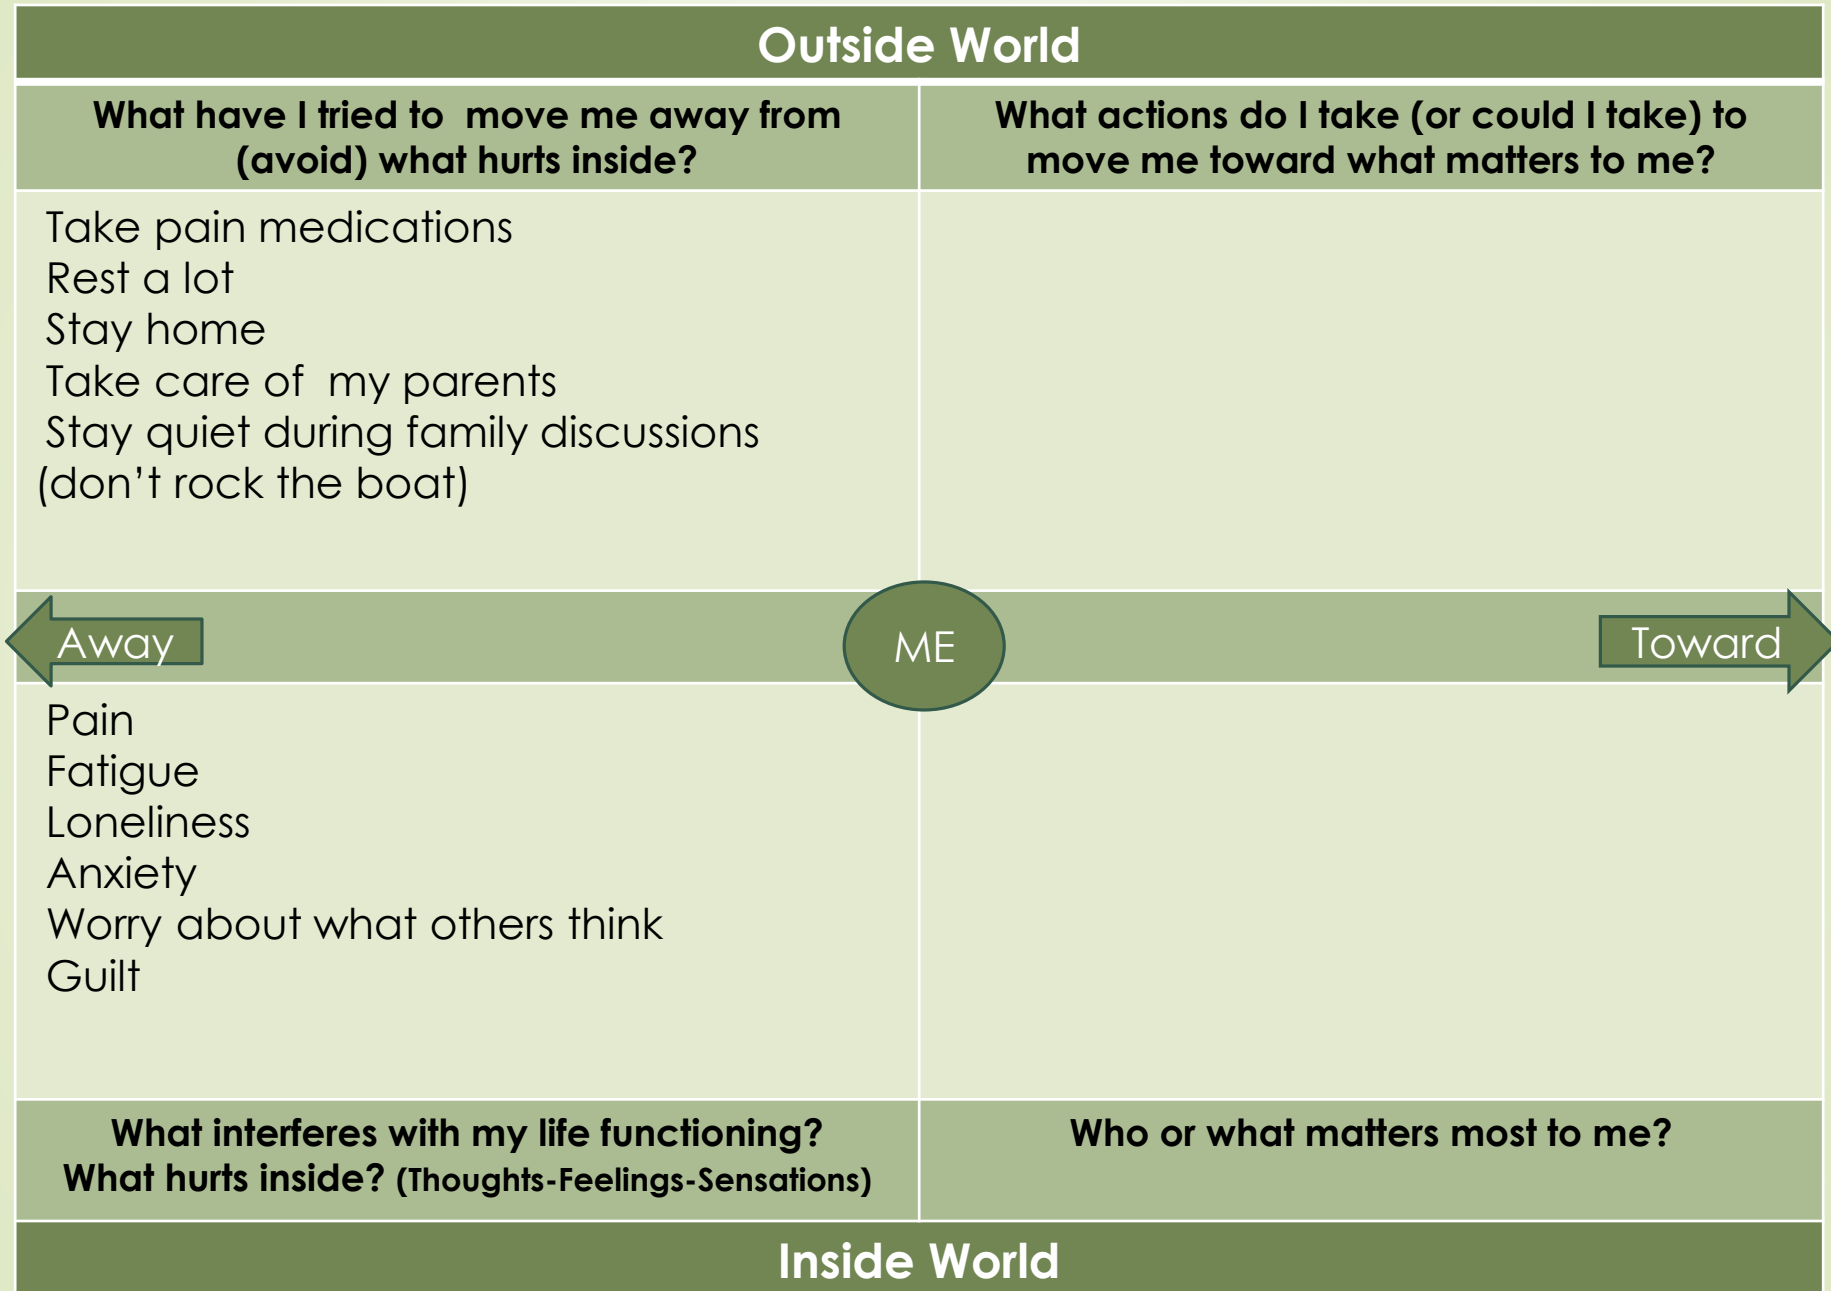 Outside World
What have I tried to  move me away from
(avoid) what hurts inside?
What actions do I take (or could I take) to
move me toward what matters to me?
Take pain medications
Rest a lot
Stay home
Take care of  my parents
Stay quiet during family discussions
(don’t rock the boat)
Away
ME
Toward
Pain
Fatigue
Loneliness
Anxiety
Worry about what others think
Guilt
What interferes with my life functioning?
What hurts inside? (Thoughts-Feelings-Sensations)
Who or what matters most to me?
Inside World